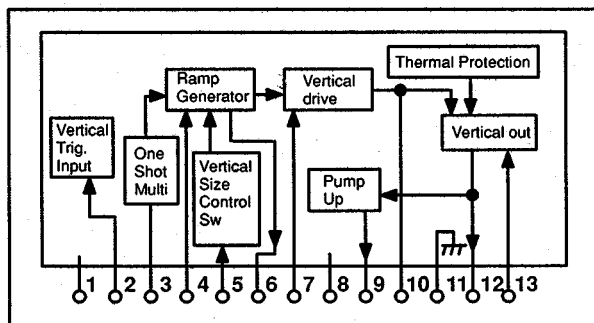 Ramp
Generator
Vertical
drive
Thermal Protection
Vertical
Trig.
Input
One
Shot
Multi
Vertical
Size
Control
Sw
Pump
Up
Vertical out
1 2 3 4 5 6 7 8 9 10 11 12 13